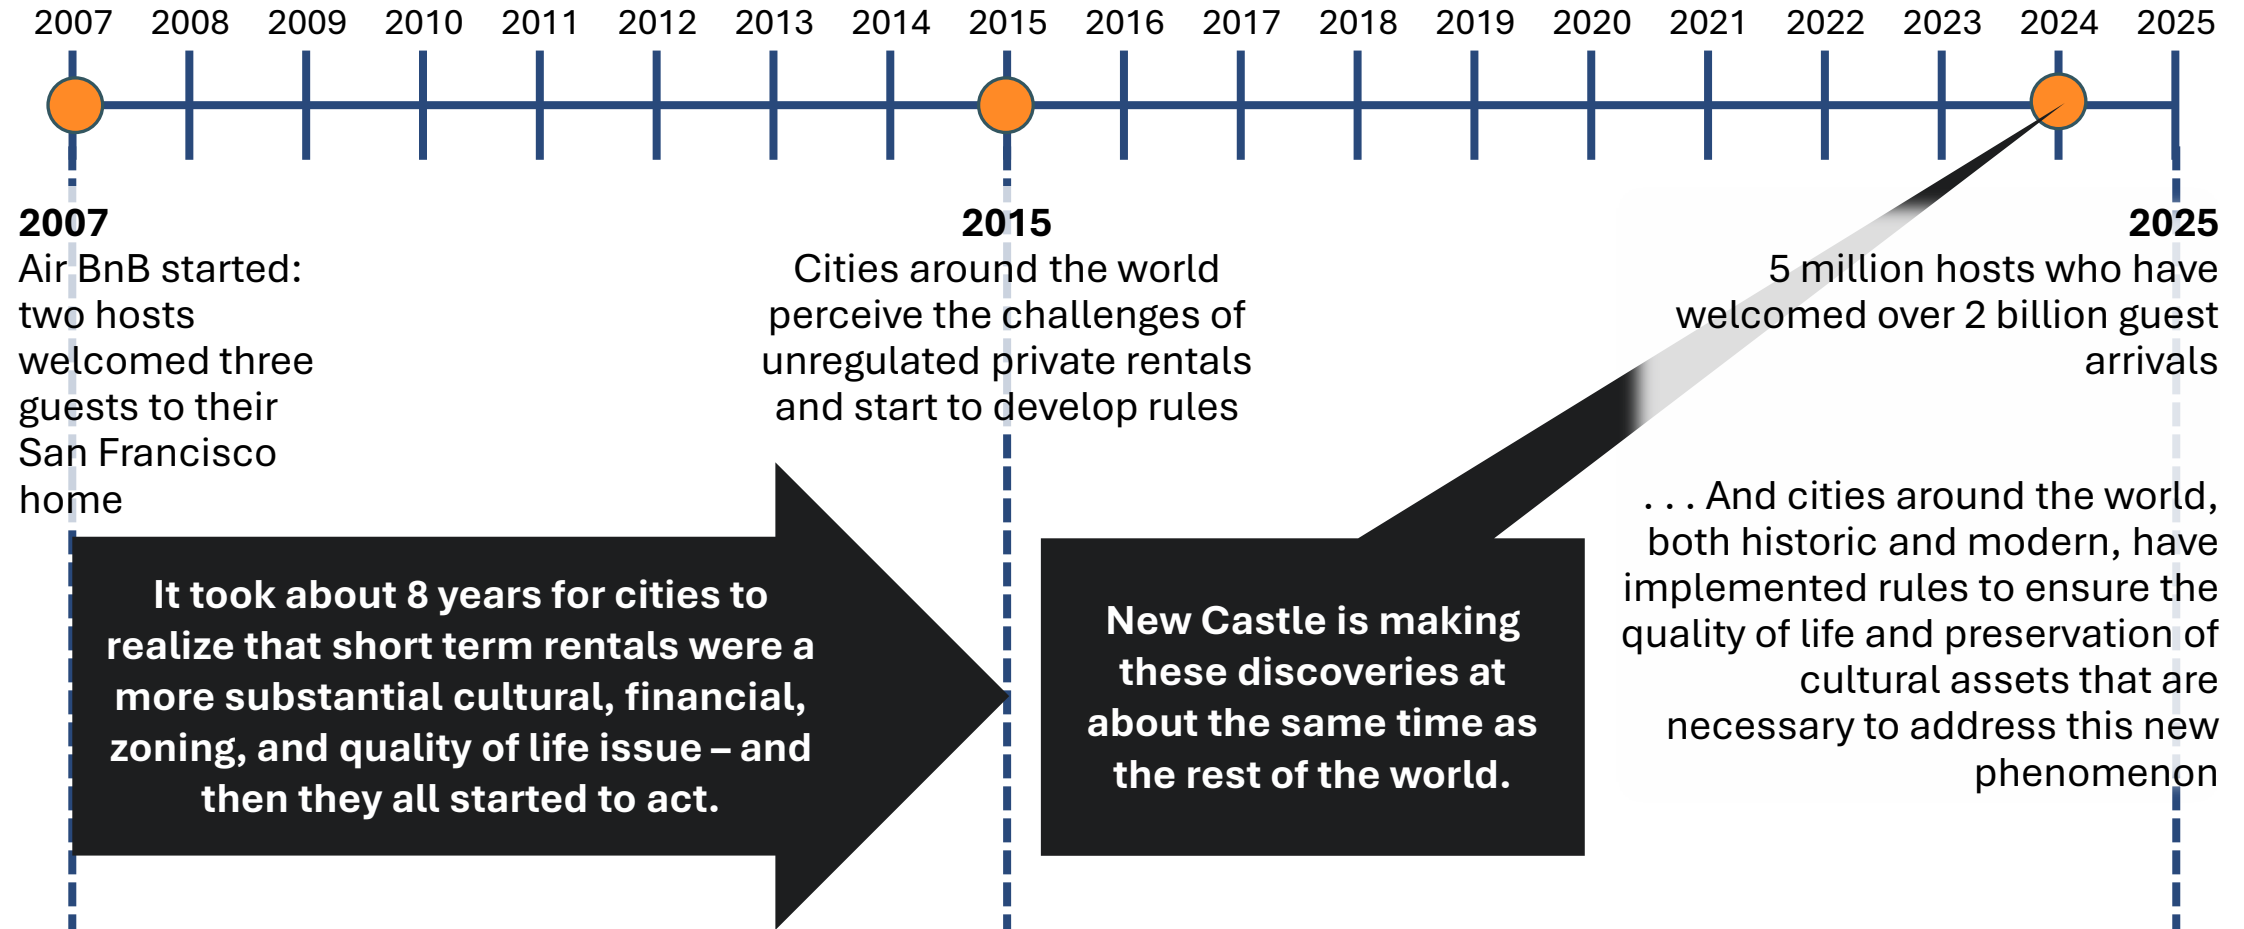 2007 2008 2009 2010 2011 2012 2013 2014 2015 2016 2017 2018 2019 2020 2021 2022 2023 2024 2025
2007
Air BnB started:
two hosts
welcomed three
guests to their
San Francisco
home
2015
Cities around the world
perceive the challenges of
unregulated private rentals
and start to develop rules
2025
5 million hosts who have
welcomed over 2 billion guest
arrivals
. . . And cities around the world,
both historic and modern, have
implemented rules to ensure the
quality of life and preservation of
cultural assets that are
necessary to address this new
phenomenon
It took about 8 years for cities to
realize that short term rentals were a
more substantial cultural, financial,
zoning, and quality of life issue – and
then they all started to act.
New Castle is making
these discoveries at
about the same time as
the rest of the world.